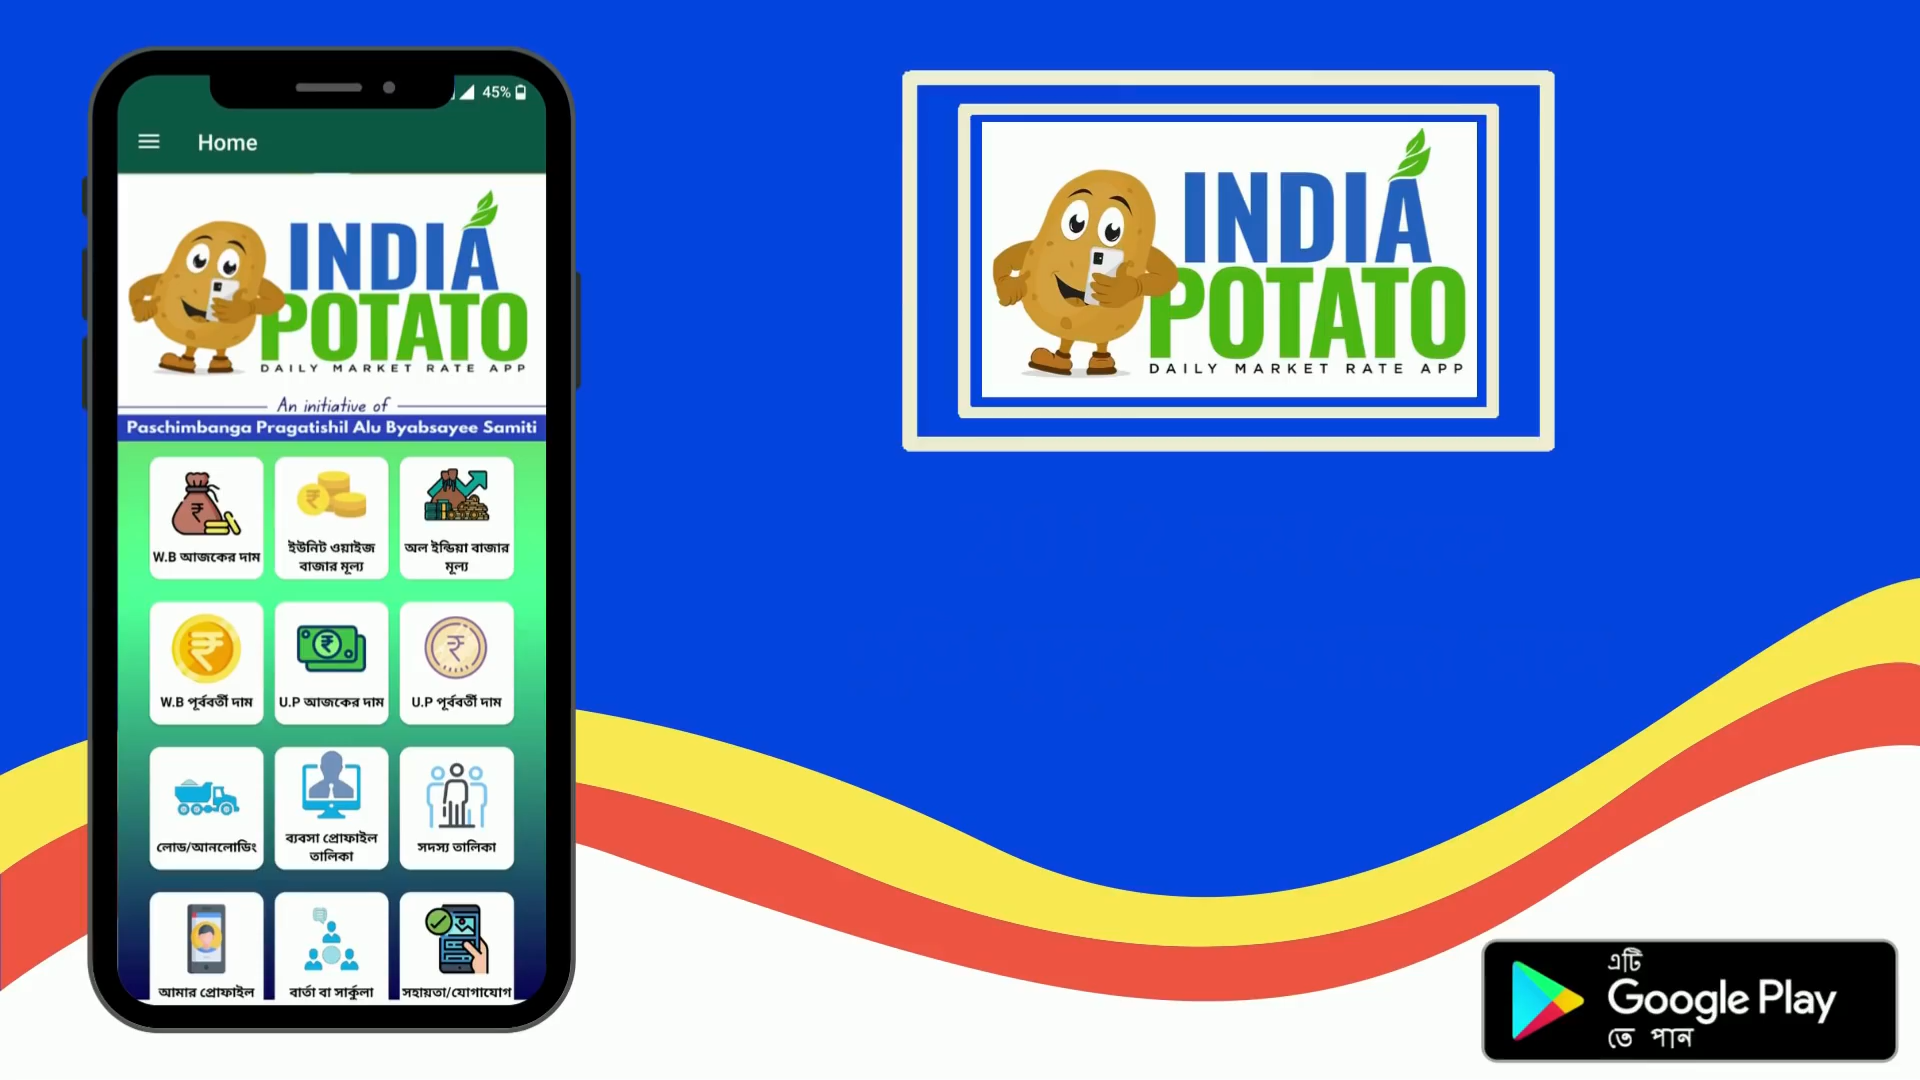 45%
Home
INDIA
POTATO
DAILY MARKET RATE APP
An initiative of
Paschimbanga Pragatishil Alu Byabsayee Samiti
W.B আজকের দাম
ইউনিট ওয়াইজ
বাজার মূল্য
অল ইন্ডিয়া বাজার
মূল্য
W.B পূর্ববর্তী দাম
U.P আজকের দাম
U.P পূর্ববর্তী দাম
লোড/আনলোডিং
ব্যবসা প্রোফাইল
তালিকা
সদস্য তালিকা
আমার প্রোফাইল
বার্তা বা সার্কুলা
সহায়তা/যোগাযোগ
INDIA
POTATO
DAILY MARKET RATE APP
এটি
Google Play
তে পান